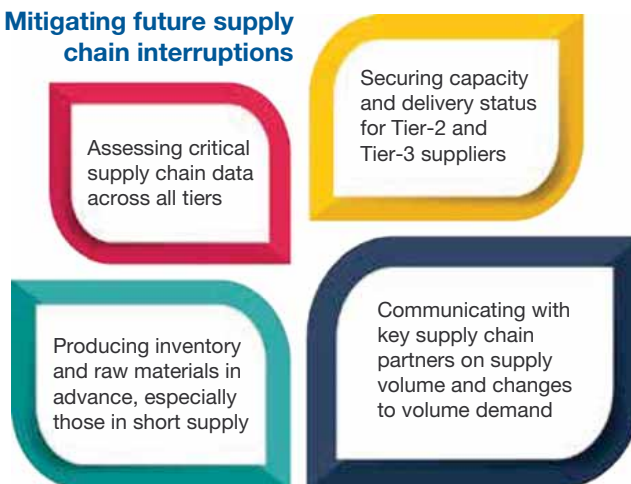 Mitigating future supply
chain interruptions
Assessing critical
supply chain data
across all tiers
Securing capacity
and delivery status
for Tier-2 and
Tier-3 suppliers
Producing inventory
and raw materials in
advance, especially
those in short supply
Communicating with
key supply chain
partners on supply
volume and changes
to volume demand